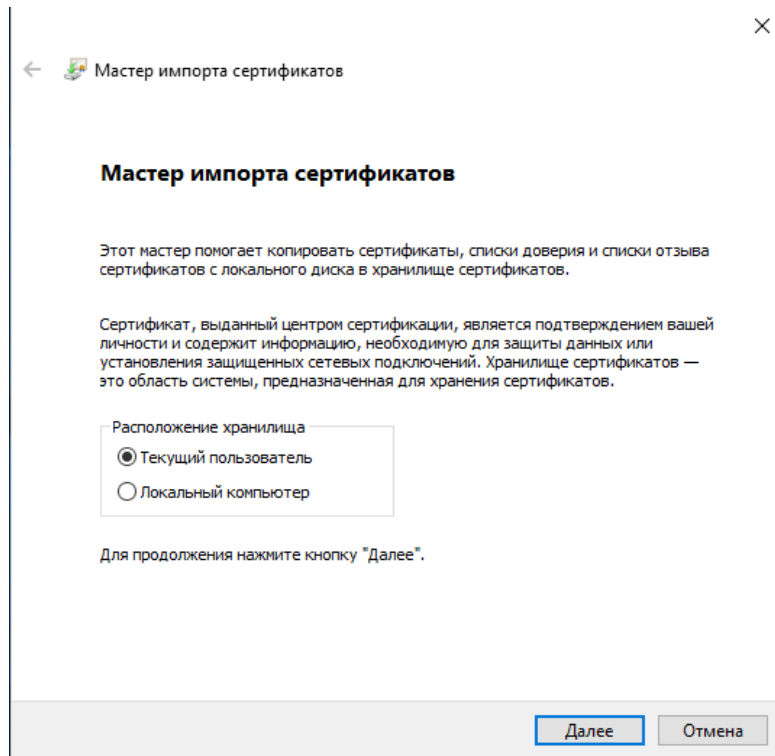 Мастер импорта сертификатов
Мастер импорта сертификатов
Этот мастер помогает копировать сертификаты, списки доверия и списки отзыва
сертификатов с локального диска в хранилище сертификатов.
Сертификат, выданный центром сертификации, является подтверждением вашей
личности и содержит информацию, необходимую для защиты данных или
установления защищенных сетевых подключений. Хранилище сертификатов —
это область системы, предназначенная для хранения сертификатов.
Расположение хранилища
Текущий пользователь
Локальный компьютер
Для продолжения нажмите кнопку "Далее".
Далее Отмена